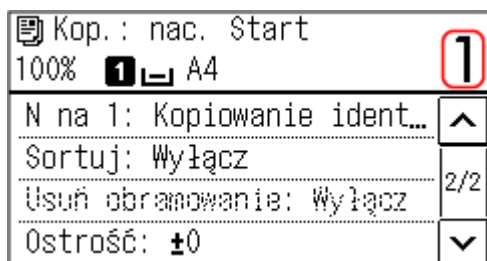 Kop.: nac. Start
100% 1 A4
1
N na 1: Kopiowanie ident…
Sortuj: Wyłącz
2/2
Usuń obramowanie: Wyłącz
Ostrość: ±0